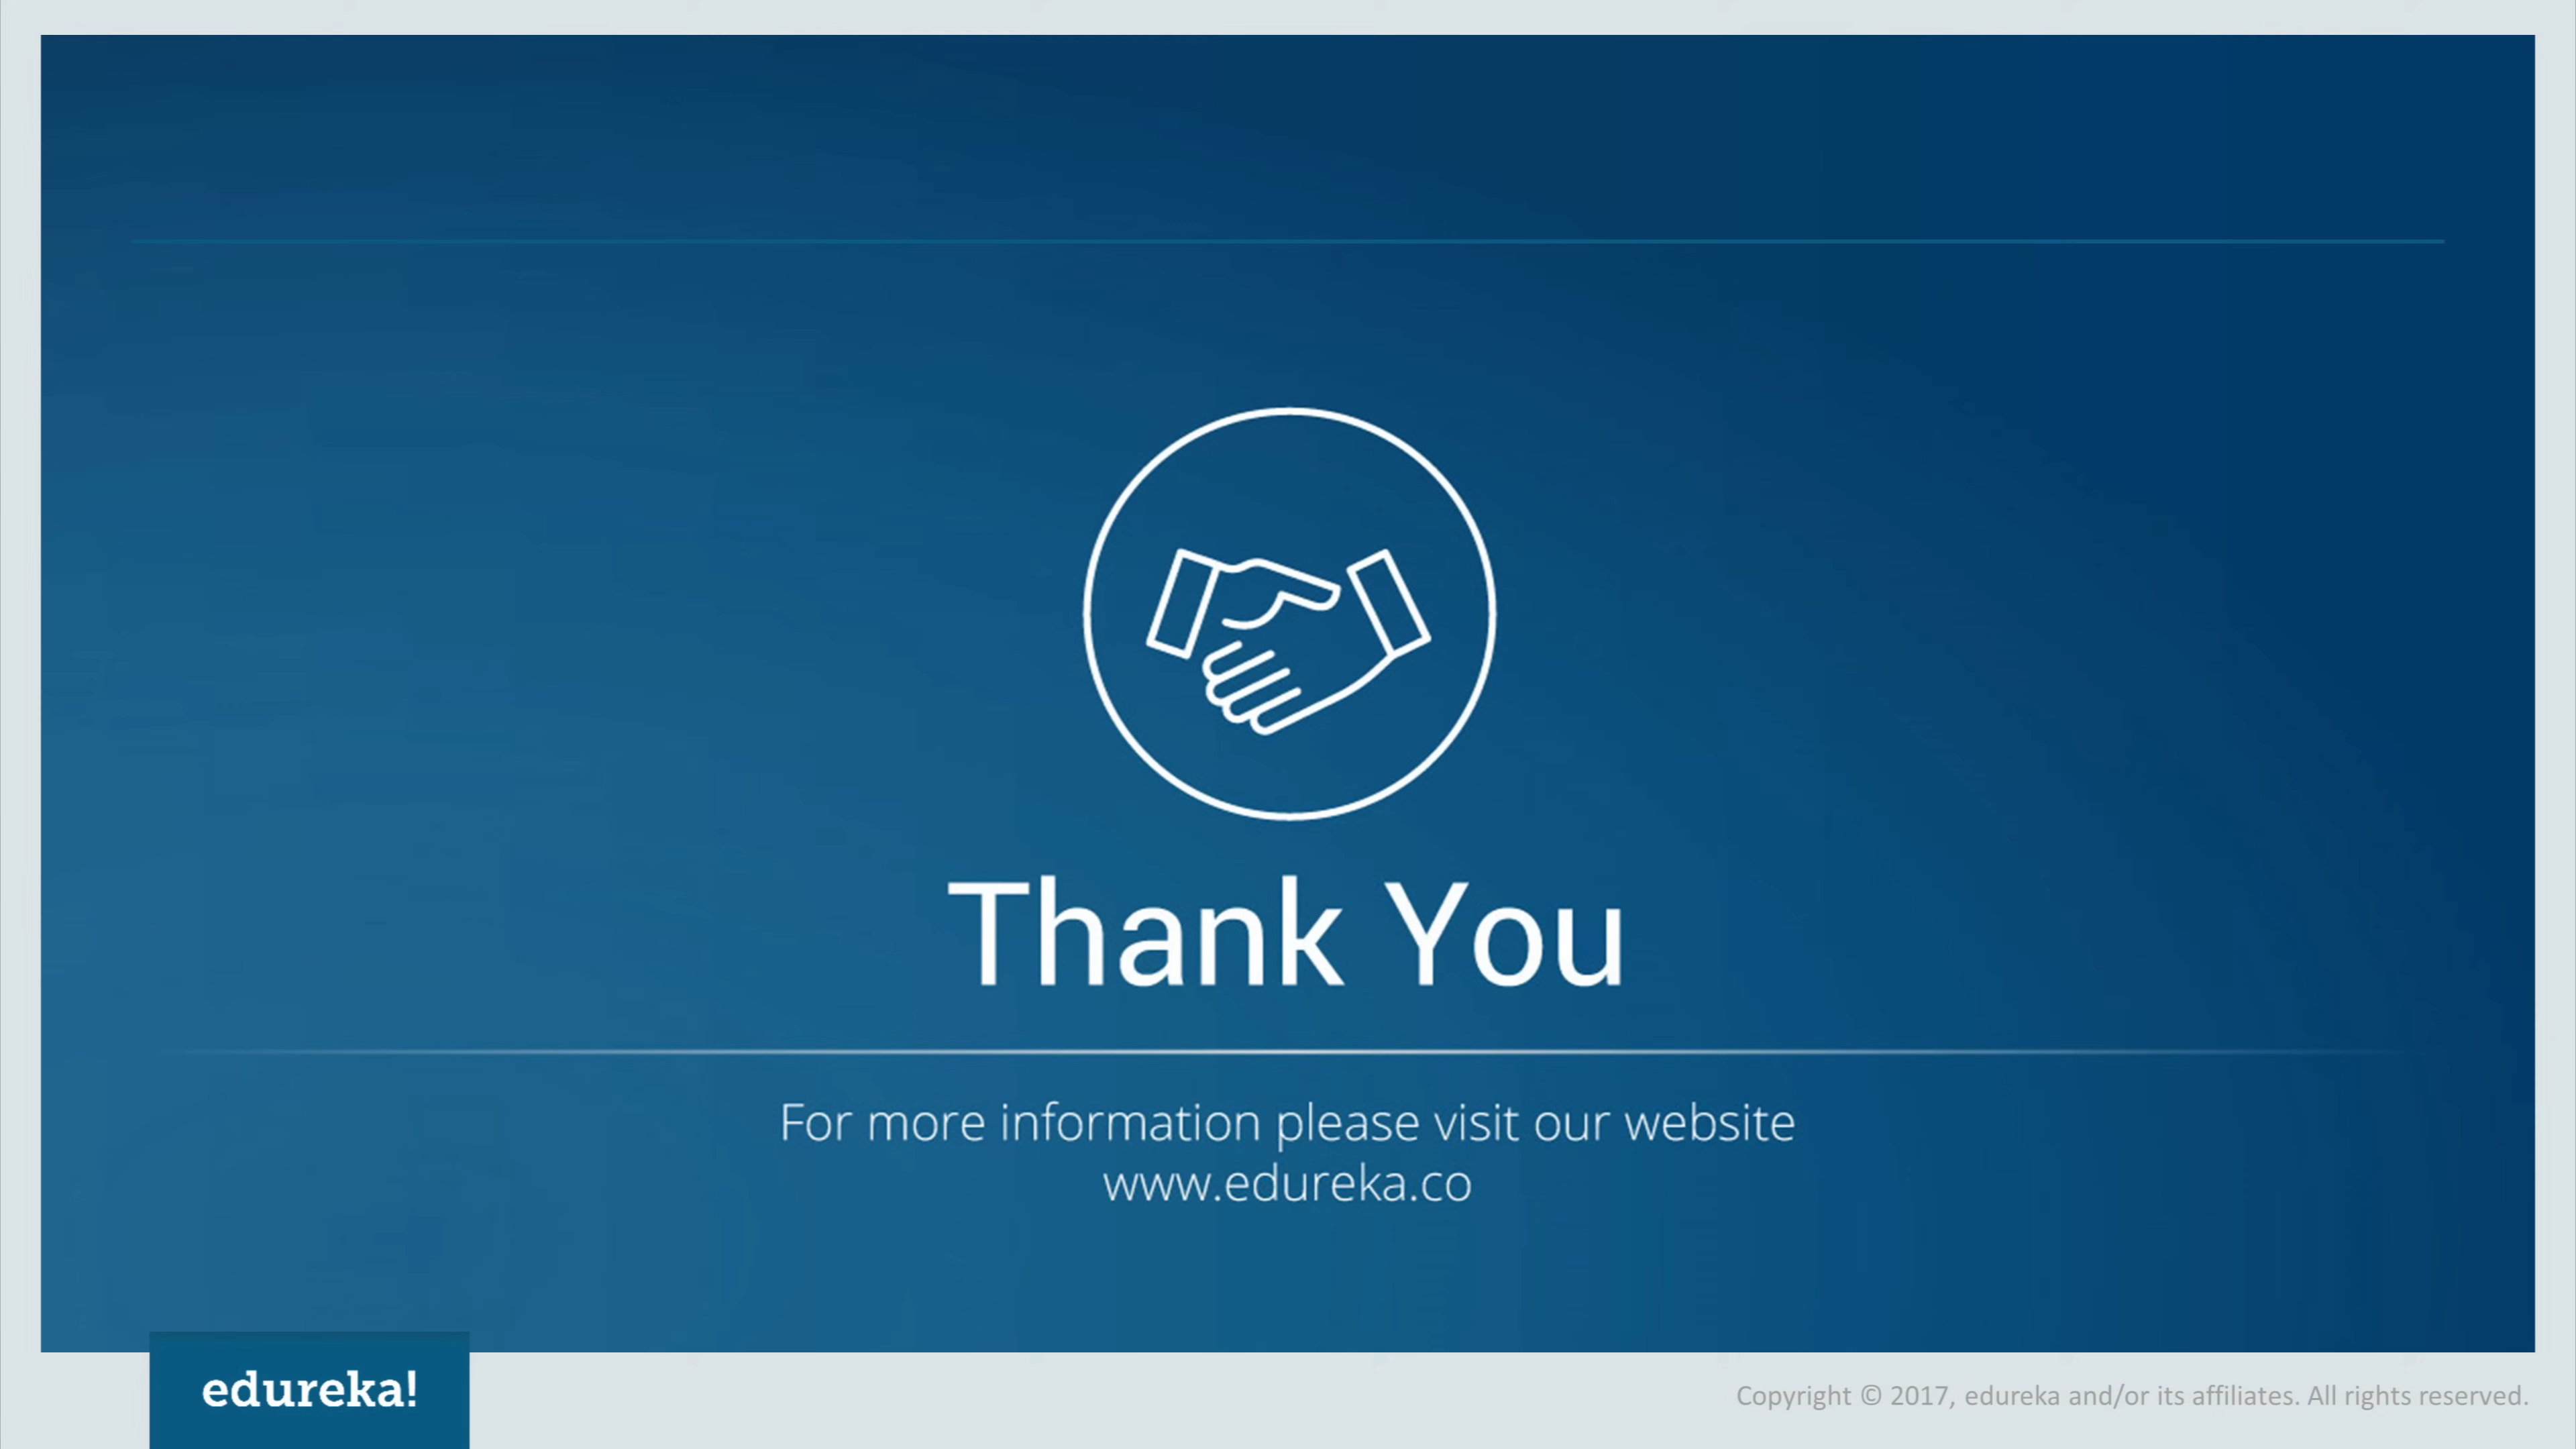 Thank You
For more information please visit our website
www.edureka.co
edureka!
Copyright © 2017, edureka and/or its affiliates. All rights reserved.